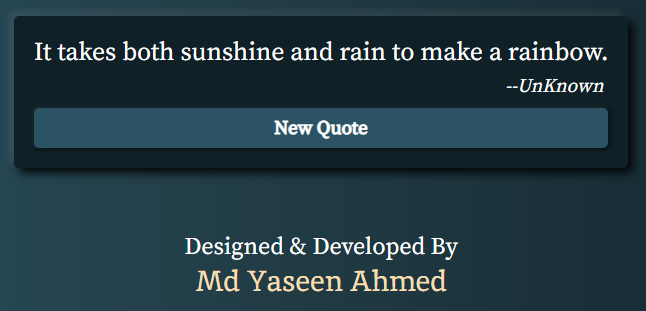 It takes both sunshine and rain to make a rainbow.
--UnKnown
New Quote
Designed & Developed By
Md Yaseen Ahmed